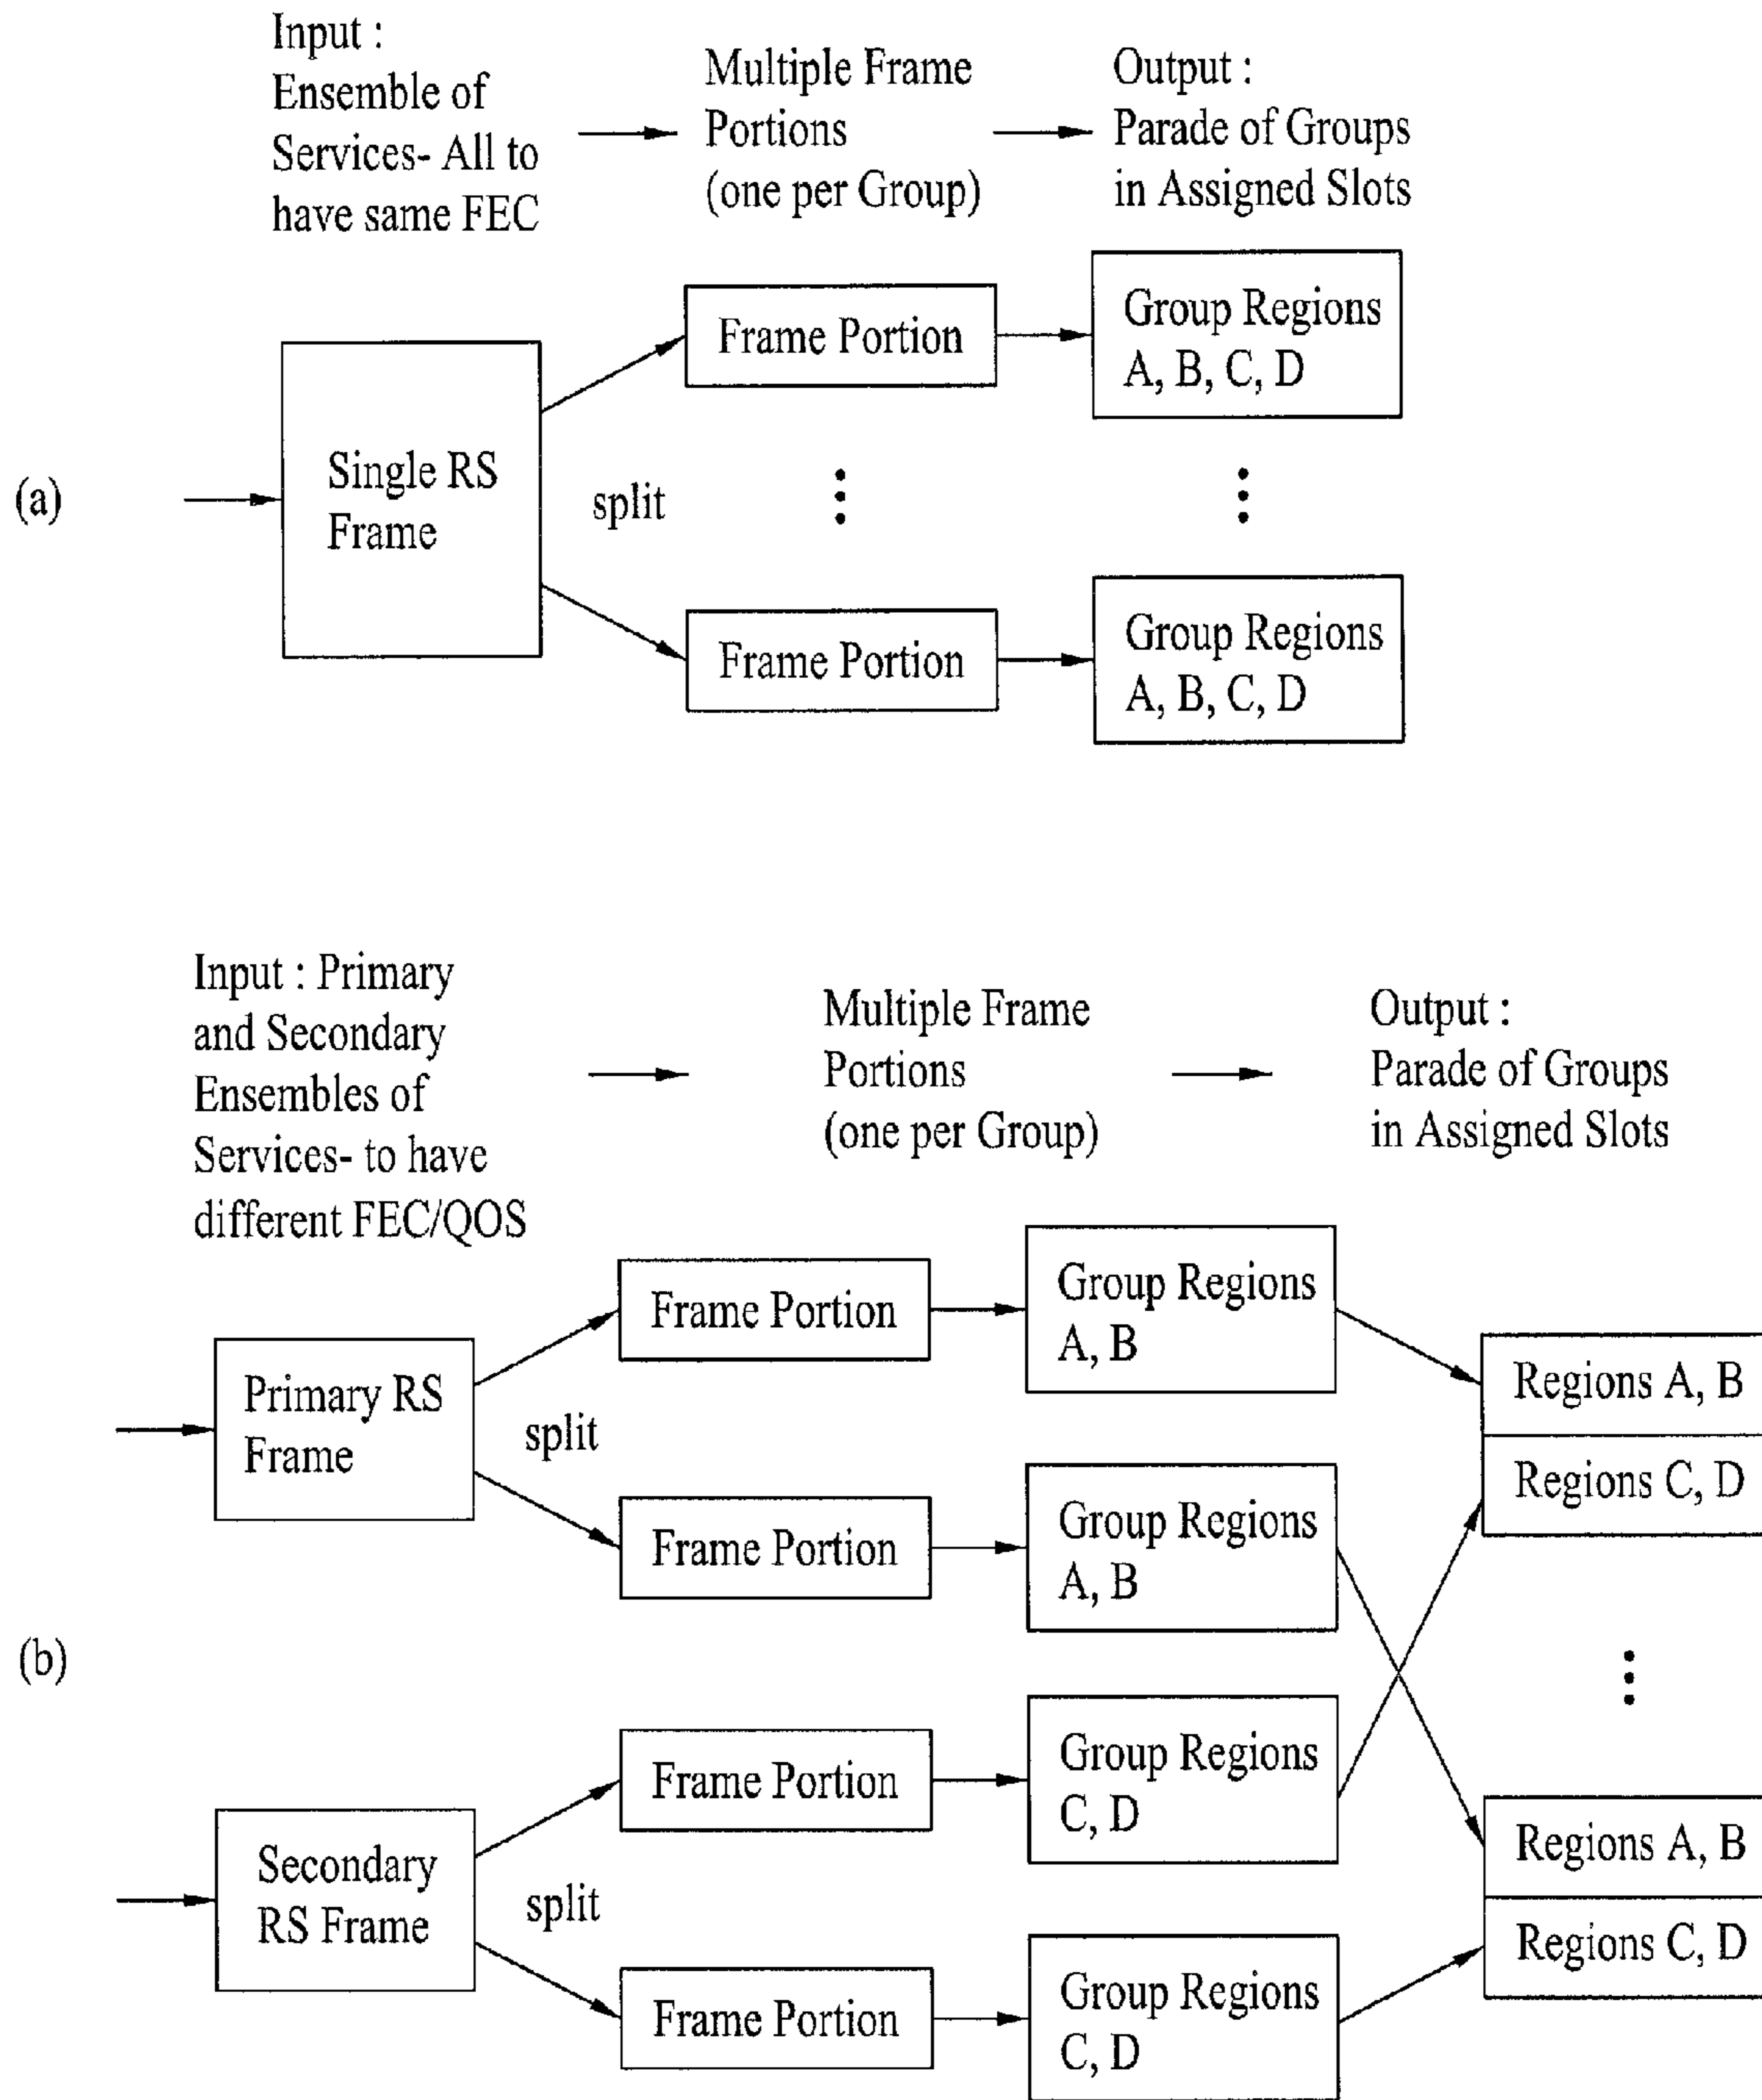 Input :
Ensemble of
Services- All to
have same FEC
Multiple Frame
Portions
(one per Group)
Output :
Parade of Groups
in Assigned Slots
(a)
Single RS
Frame
split
Frame Portion
Group Regions
A, B, C, D
Frame Portion
Group Regions
A, B, C, D
Input : Primary
and Secondary
Ensembles of
Services- to have
different FEC/QOS
Multiple Frame
Portions
(one per Group)
Output :
Parade of Groups
in Assigned Slots
(b)
Primary RS
Frame
split
Frame Portion
Group Regions
A, B
Frame Portion
Group Regions
A, B
Regions A, B
Regions C, D
Secondary
RS Frame
split
Frame Portion
Group Regions
C, D
Frame Portion
Group Regions
C, D
Regions A, B
Regions C, D